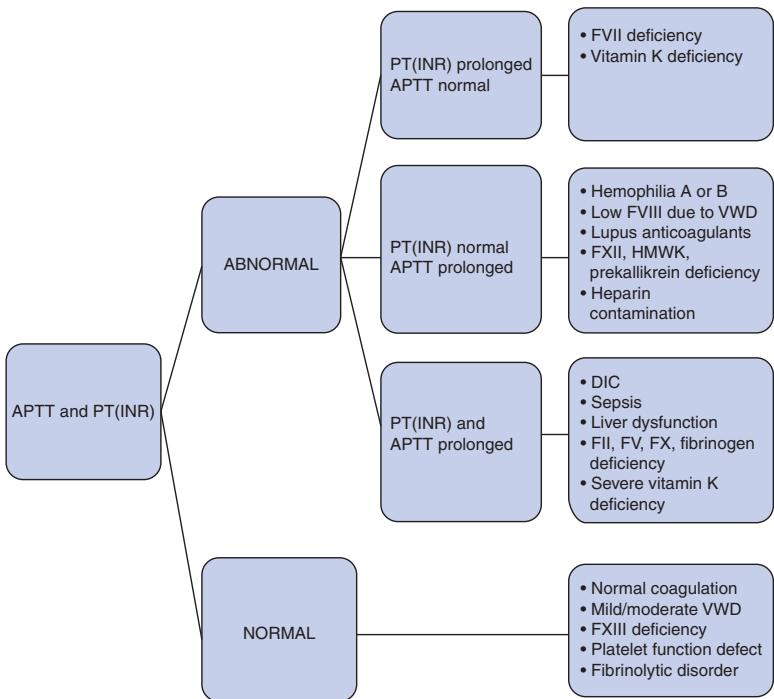 APTT and PT(INR)
ABNORMAL
PT(INR) prolonged
APTT normal
• FVII deficiency
• Vitamin K deficiency
PT(INR) normal
APTT prolonged
• Hemophilia A or B
• Low FVIII due to VWD
• Lupus anticoagulants
• FXII, HMWK,
prekallikrein deficiency
• Heparin
contamination
PT(INR) and
APTT prolonged
• DIC
• Sepsis
• Liver dysfunction
• FII, FV, FX, fibrinogen
deficiency
• Severe vitamin K
deficiency
NORMAL
• Normal coagulation
• Mild/moderate VWD
• FXIII deficiency
• Platelet function defect
• Fibrinolytic disorder